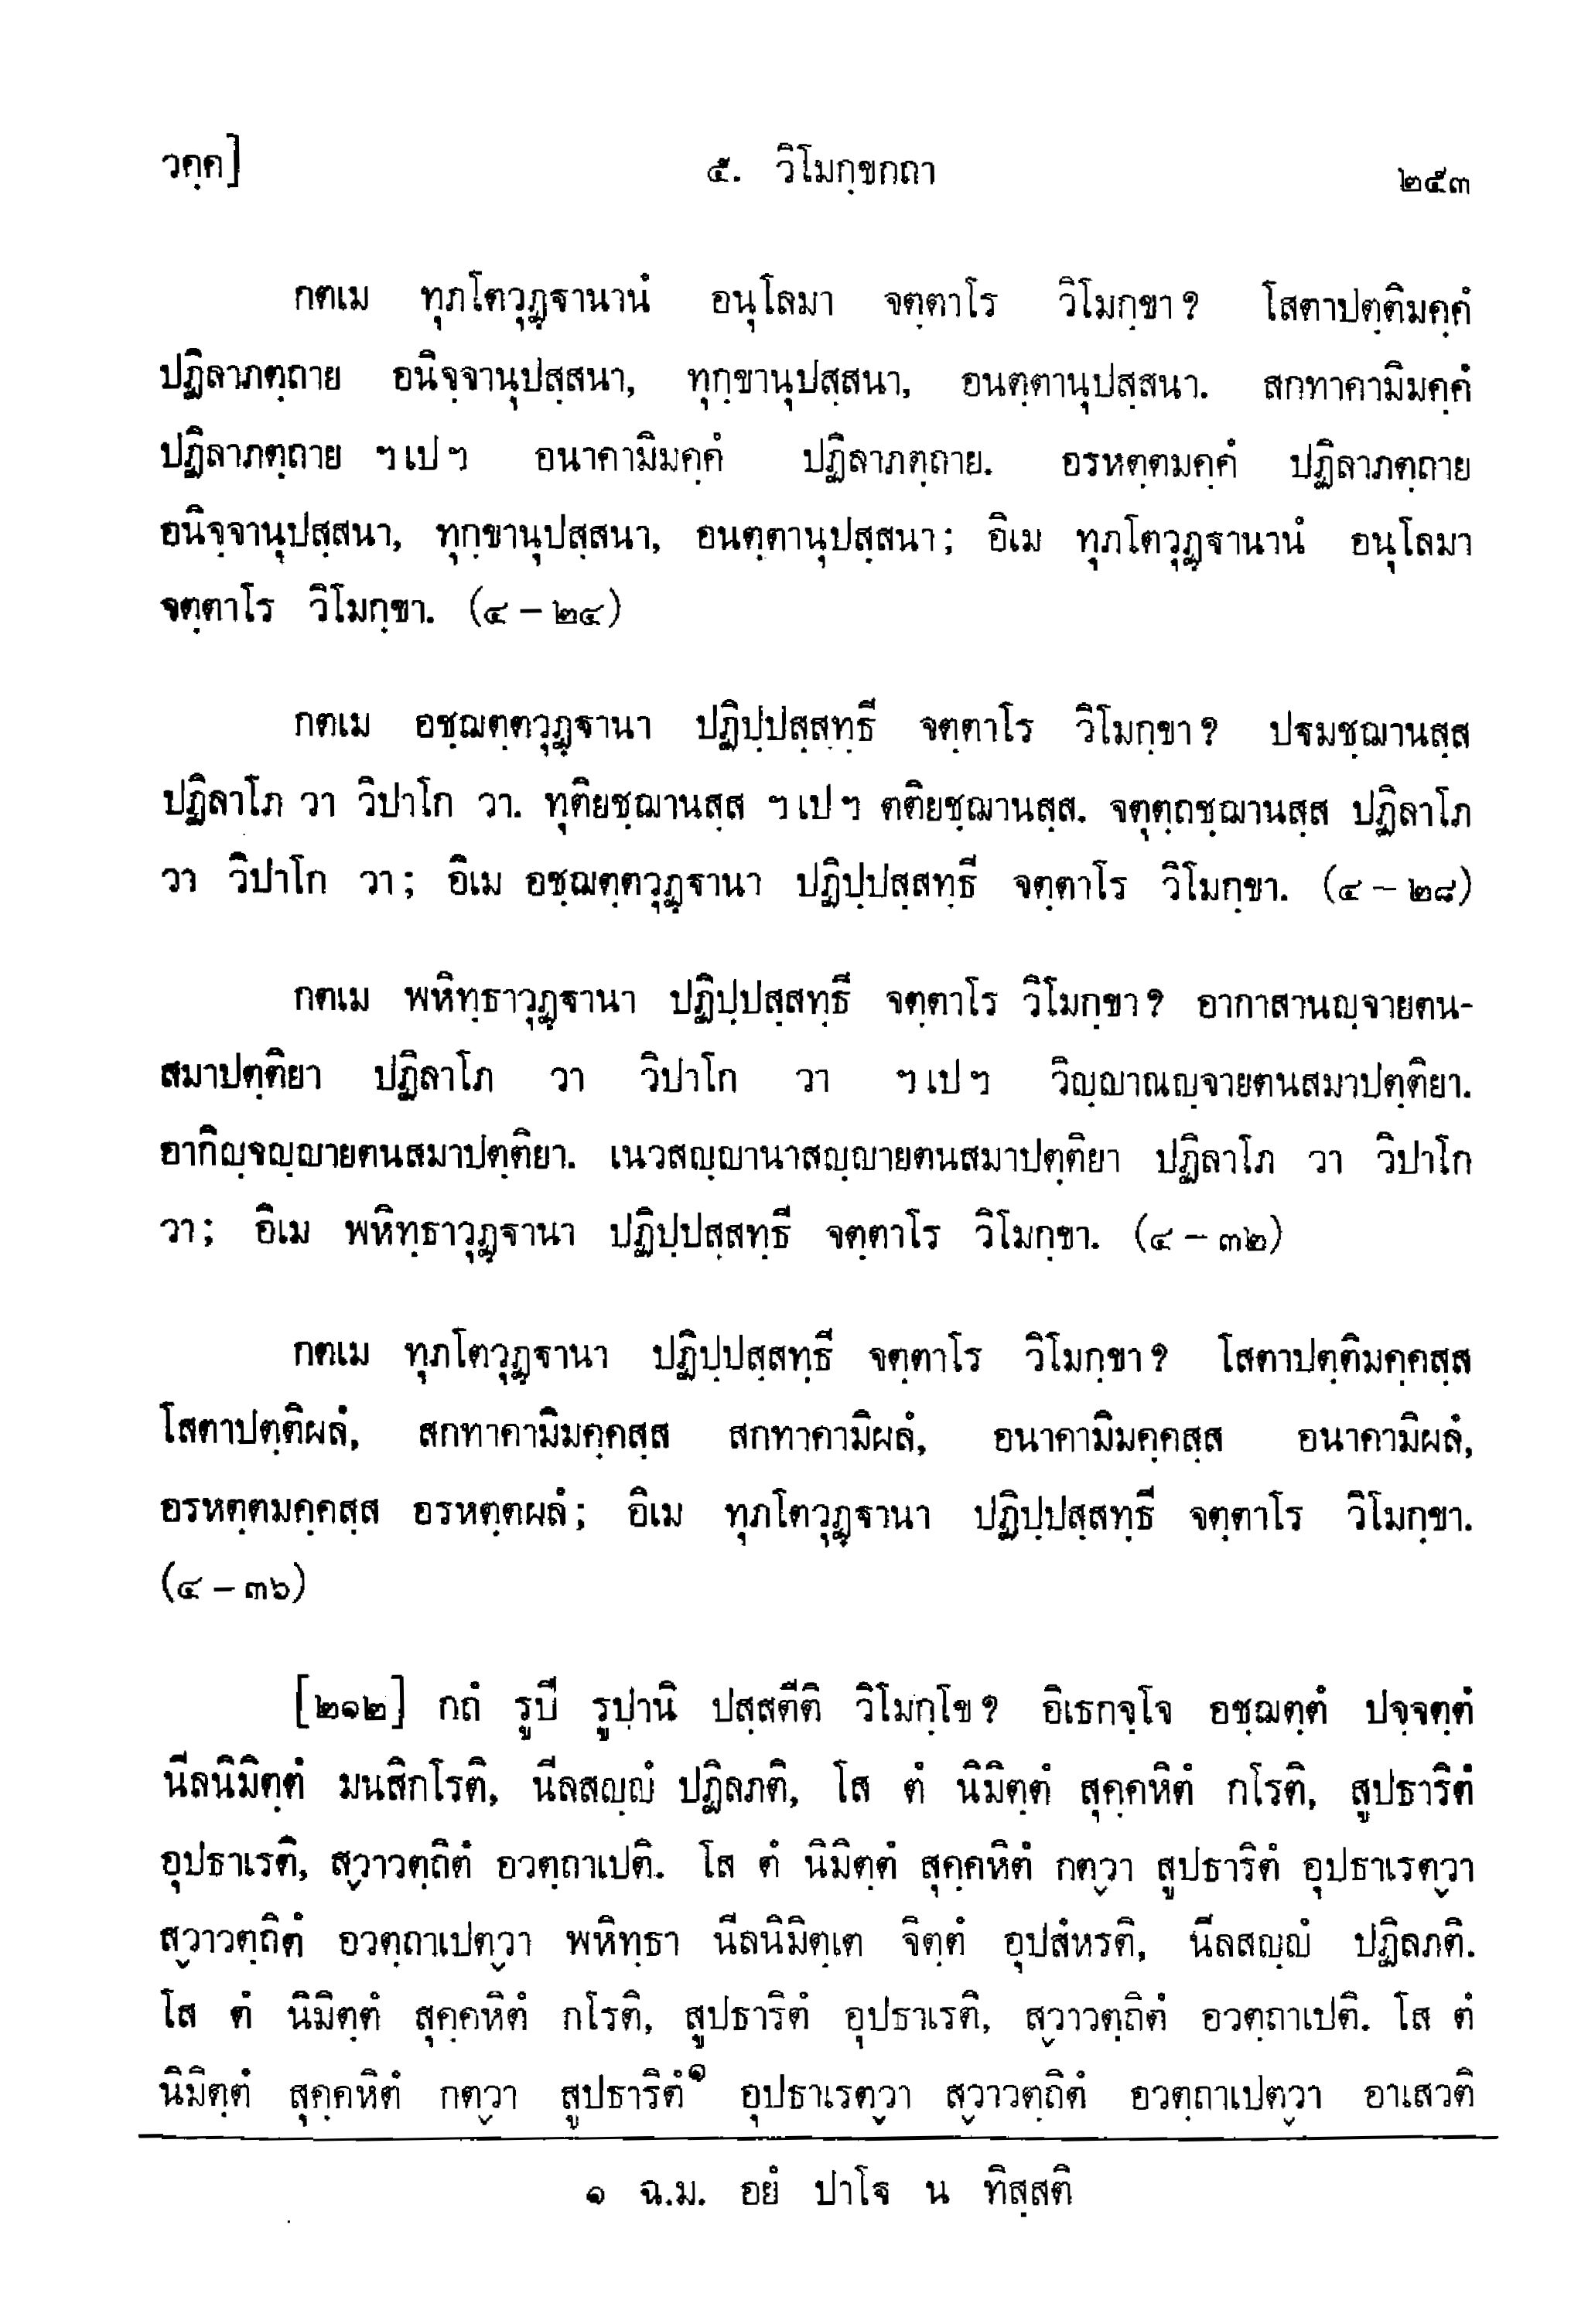 วคฺค]
๕. วิโมกฺขกถา
๒๕๓
กตเม ทุภโตวุฏฺฐานานํ อนุโลมา จตฺตาโร วิโมกฺขา? โสตาปตฺติมคฺคํ
ปฏิลาภตฺถาย อนิจฺจานุปสฺสนา, ทุกฺขานุปสฺสนา, อนตฺตานุปสฺสนา. สกทาคามิมคฺคํ
ปฏิลาภตฺถาย ฯเปฯ อนาคามิมคฺคํ ปฏิลาภตฺถาย. อรหตฺตมคฺคํ ปฏิลาภตฺถาย
อนิจฺจานุปสฺสนา, ทุกฺขานุปสฺสนา, อนตฺตานุปสฺสนา; อิเม ทุภโตวุฏฺฐานานํ อนุโลมา
จตฺตาโร วิโมกฺขา. (๔ – ๒๔)
กตเม อชฺฌตฺตวุฏฺฐานา ปฏิปฺปสฺสทฺธี จตฺตาโร วิโมกฺขา? ปฐมชฺฌานสฺส
ปฏิลาโภ วา วิปาโก วา. ทุติยชฺฌานสฺส ฯเปฯ ตติยชฺฌานสฺส. จตุตฺถชฺฌานสฺส ปฏิลาโภ
วา วิปาโก วา; อิเม อชฺฌตฺตวุฏฺฐานา ปฏิปฺปสฺสทฺธี จตฺตาโร วิโมกฺขา. (๔ – ๒๘)
กตเม พหิทฺธาวุฏฺฐานา ปฏิปฺปสฺสทฺธี จตฺตาโร วิโมกฺขา? อากาสานญฺจายตน-
สมาปตฺติยา ปฏิลาโภ วา วิปาโก วา ฯเปฯ วิญฺญาณญฺจายตนสมาปตฺติยา.
อากิญฺจญฺญายตนสมาปตฺติยา. เนวสญฺญานาสญฺญายตนสมาปตฺติยา ปฏิลาโภ วา วิปาโก
วา; อิเม พหิทฺธาวุฏฺฐานา ปฏิปฺปสฺสทฺธี จตฺตาโร วิโมกฺขา. (๔ – ๓๒)
กตเม ทุภโตวุฏฺฐานา ปฏิปฺปสฺสทฺธี จตฺตาโร วิโมกฺขา? โสตาปตฺติมคฺคสฺส
โสตาปตฺติผลํ, สกทาคามิมคฺคสฺส สกทาคามิผลํ, อนาคามิมคฺคสฺส อนาคามิผลํ,
อรหตฺตมคฺคสฺส อรหตฺตผลํ; อิเม ทุภโตวุฏฺฐานา ปฏิปฺปสฺสทฺธี จตฺตาโร วิโมกฺขา.
(๔ – ๓๖)
[๒๑๒] กถํ รูปี รูปานิ ปสฺสตีติ วิโมกฺโข? อิเธกจฺโจ อชฺฌตฺตํ ปจฺจตฺตํ
นีลนิมิตฺตํ มนสิกโรติ, นีลสญฺญํ ปฏิลภติ, โส ตํ นิมิตฺตํ สุคฺคหิตํ กโรติ, สูปธาริตํ
อุปธาเรติ, สฺวาวตฺถิตํ อวตฺถาเปติ. โส ตํ นิมิตฺตํ สุคฺคหิตํ กตฺวา สูปธาริตํ อุปธาเรตฺวา
สฺวาวตฺถิตํ อวตฺถาเปตฺวา พหิทฺธา นีลนิมิตฺเต จิตฺตํ อุปสํหรติ, นีลสญฺญํ ปฏิลภติ.
โส ตํ นิมิตฺตํ สุคฺคหิตํ กโรติ, สูปธาริตํ อุปธาเรติ, สฺวาวตฺถิตํ อวตฺถาเปติ. โส ตํ
นิมิตฺตํ สุคฺคหิตํ กตฺวา สูปธาริตํ๑ อุปธาเรตฺวา สฺวาวตฺถิตํ อวตฺถาเปตฺวา อาเสวติ
๑ ฉ.ม. อยํ ปาโฐ น ทิสฺสติ